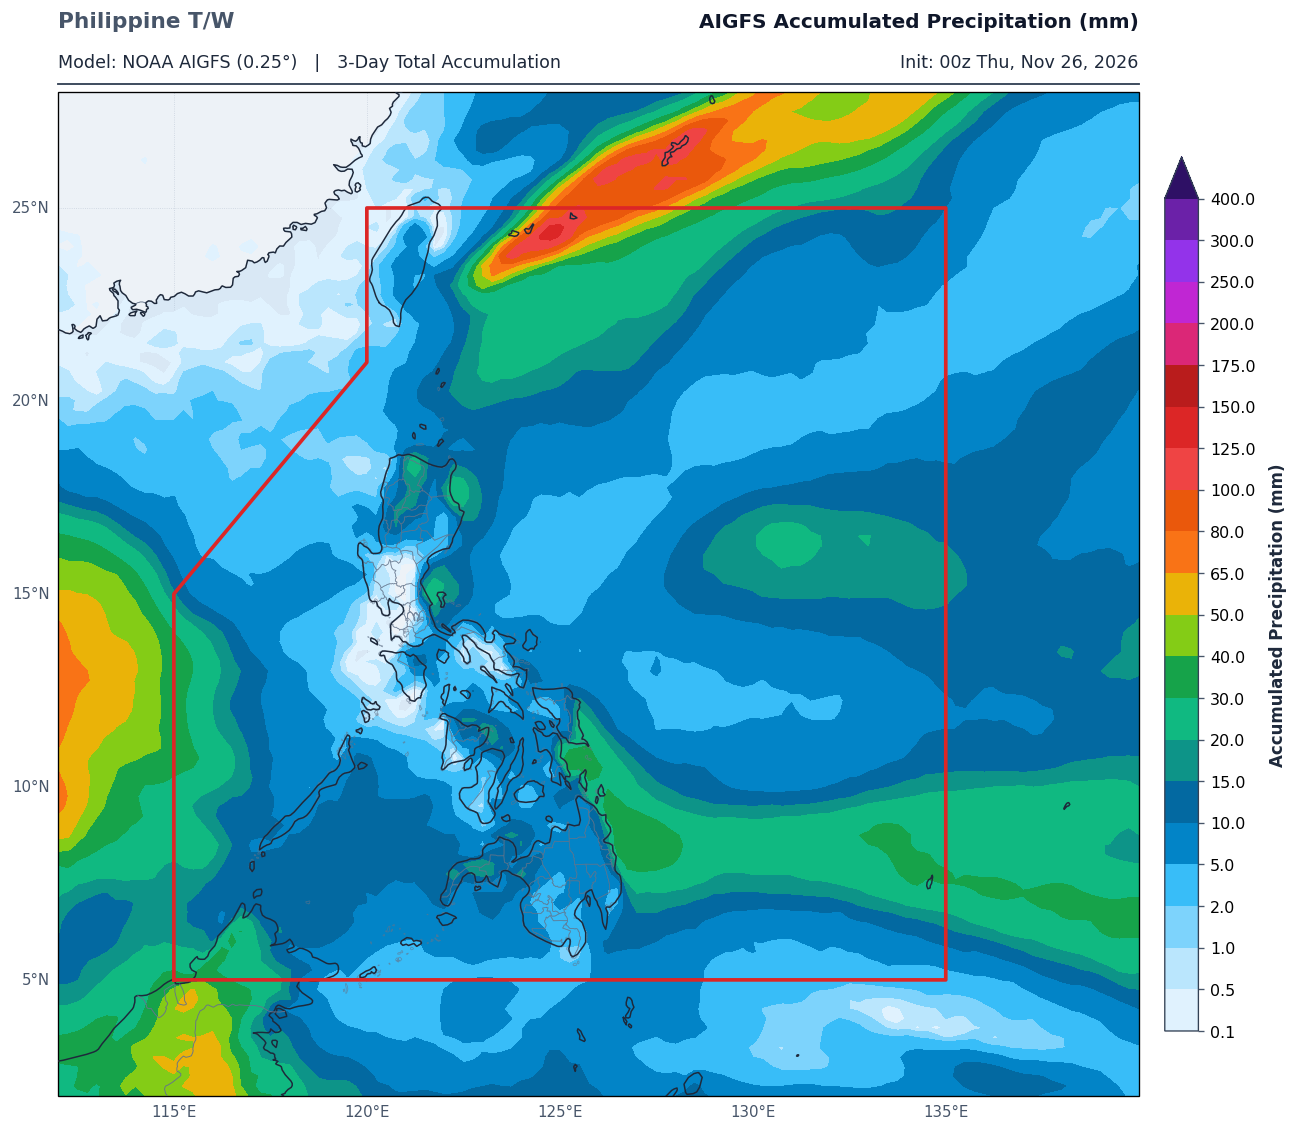 Philippine T/W
AIGFS Accumulated Precipitation (mm)
Model: NOAA AIGFS (0.25°)   |   3-Day Total Accumulation
Init: 00z Thu, Nov 26, 2026
25°N
20°N
15°N
10°N
5°N
115°E
120°E
125°E
130°E
135°E
400.0
300.0
250.0
200.0
175.0
150.0
125.0
100.0
80.0
65.0
50.0
40.0
30.0
20.0
15.0
10.0
5.0
2.0
1.0
0.5
0.1
Accumulated Precipitation (mm)